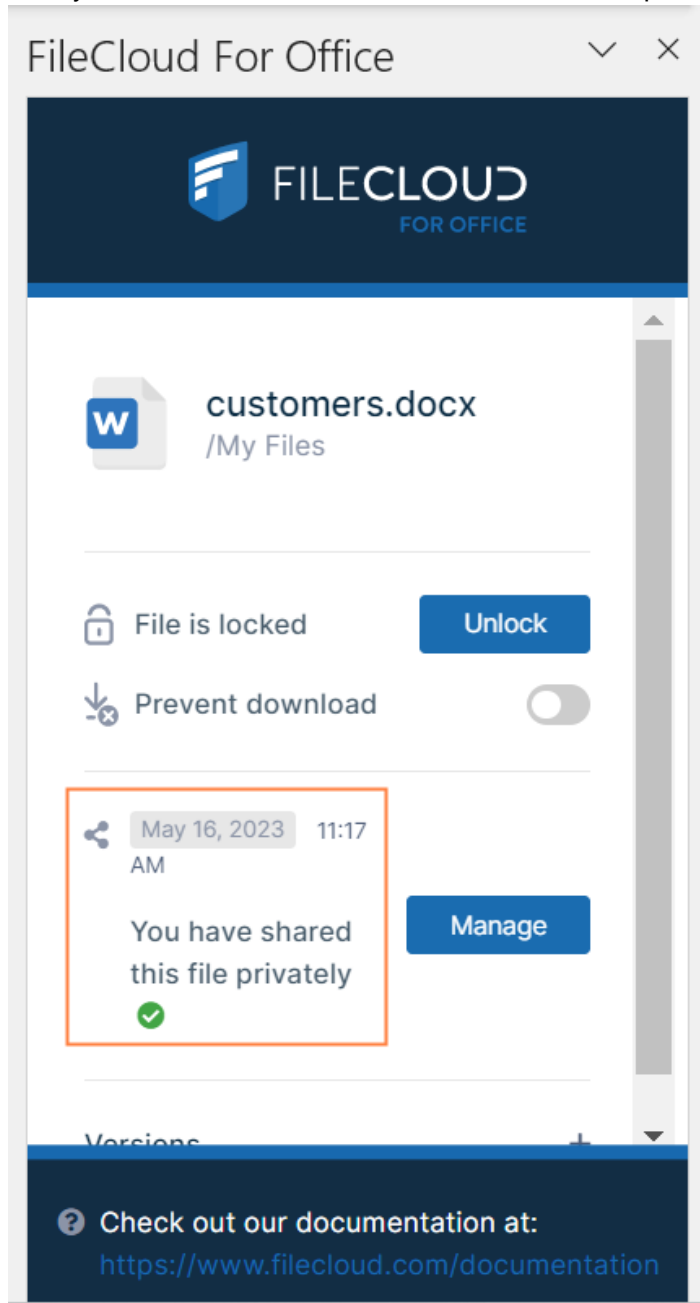 FileCloud For Office
FILECLOUD
FOR OFFICE
W
customers.docx
/My Files
File is locked
Unlock
Prevent download
May 16, 2023 11:17
AM
You have shared
this file privately
Manage
Versions
Check out our documentation at:
https://www.filecloud.com/documentation